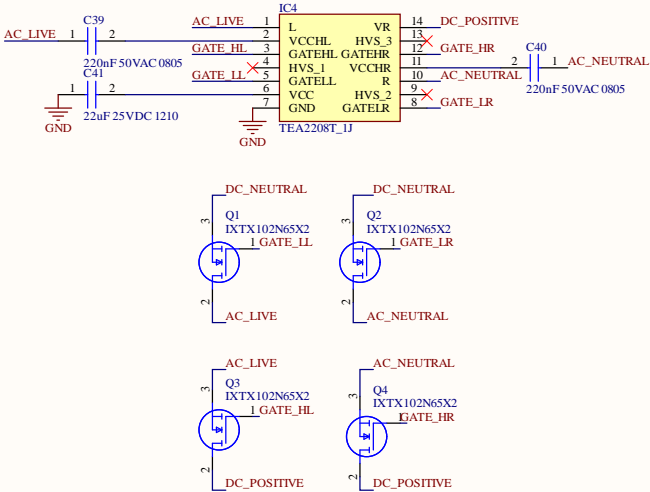 IC4
AC_LIVE 1 L VR 14 DC_POSITIVE
AC_LIVE 1 C39 2 2 VCCHL HVS_3 13
220nF 50VAC 0805
GATE_HL 3 GATEHL GATEHR 12 GATE_HR
4 HVS_1 VCCHR 11 2 C40 1 AC_NEUTRAL
220nF 50VAC 0805
GATE_LL 5 GATELL R 10 AC_NEUTRAL
C41
1 2 6 VCC HVS_2 9
22uF 25VDC 1210
GND
7 GND GATELR 8 GATE_LR
GND
TEA2208T_1J
DC_NEUTRAL
3
Q1
IXTX102N65X2
1 GATE_LL
2
AC_LIVE
DC_NEUTRAL
3
Q2
IXTX102N65X2
1 GATE_LR
2
AC_NEUTRAL
AC_LIVE
3
Q3
IXTX102N65X2
1 GATE_HL
2
DC_POSITIVE
AC_NEUTRAL
3
Q4
IXTX102N65X2
1 GATE_HR
2
DC_POSITIVE